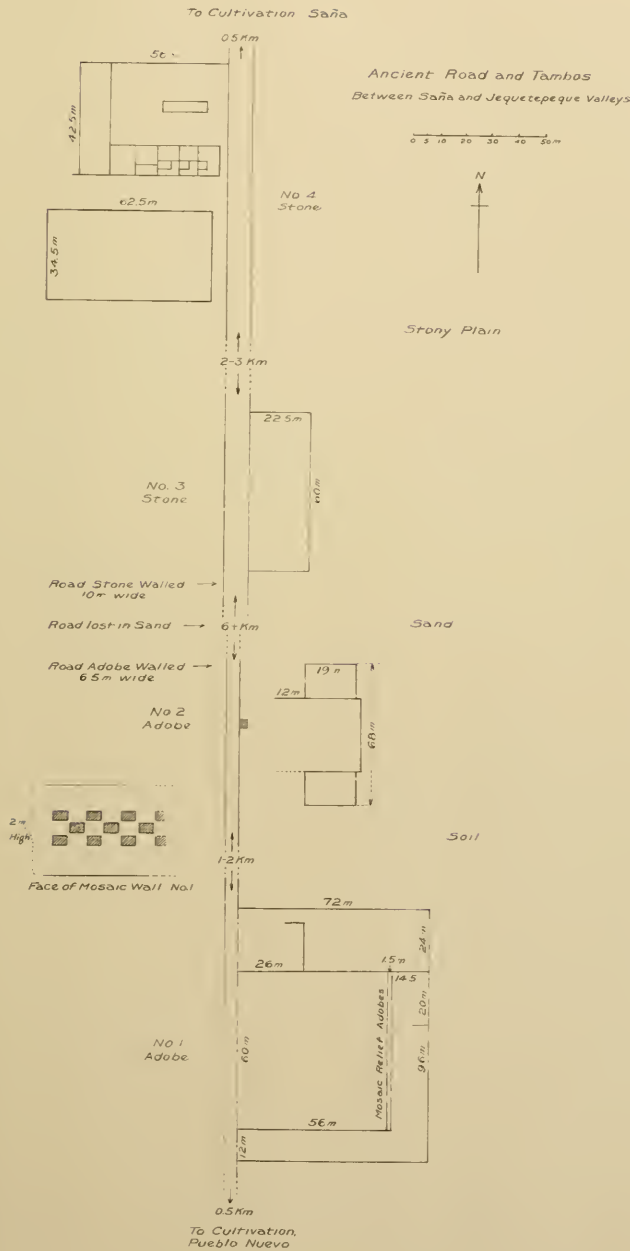 To Cultivation Saña
0.5 Km
42.5m
Ancient Road and Tambos
Between Saña and Jequetepeque Valleys
0 5 10 20 30 40 50m
N
No 4
Stone
62.5m
34.5m
Stony Plain
2-3 Km
22.5m
60m
No. 3
Stone
Road Stone Walled
10m wide
Road lost in Sand
6+Km
Sand
Road Adobe Walled
6.5m wide
19m
12m
68m
No 2
Adobe
2m
High
Soil
1-2 Km
Face of Mosaic Wall No.1
72m
24m
26m
1.5m
14.5
20m
Mosaic Relief Adobes
96m
60m
No 1
Adobe
56m
12m
0.5 Km
To Cultivation,
Pueblo Nuevo